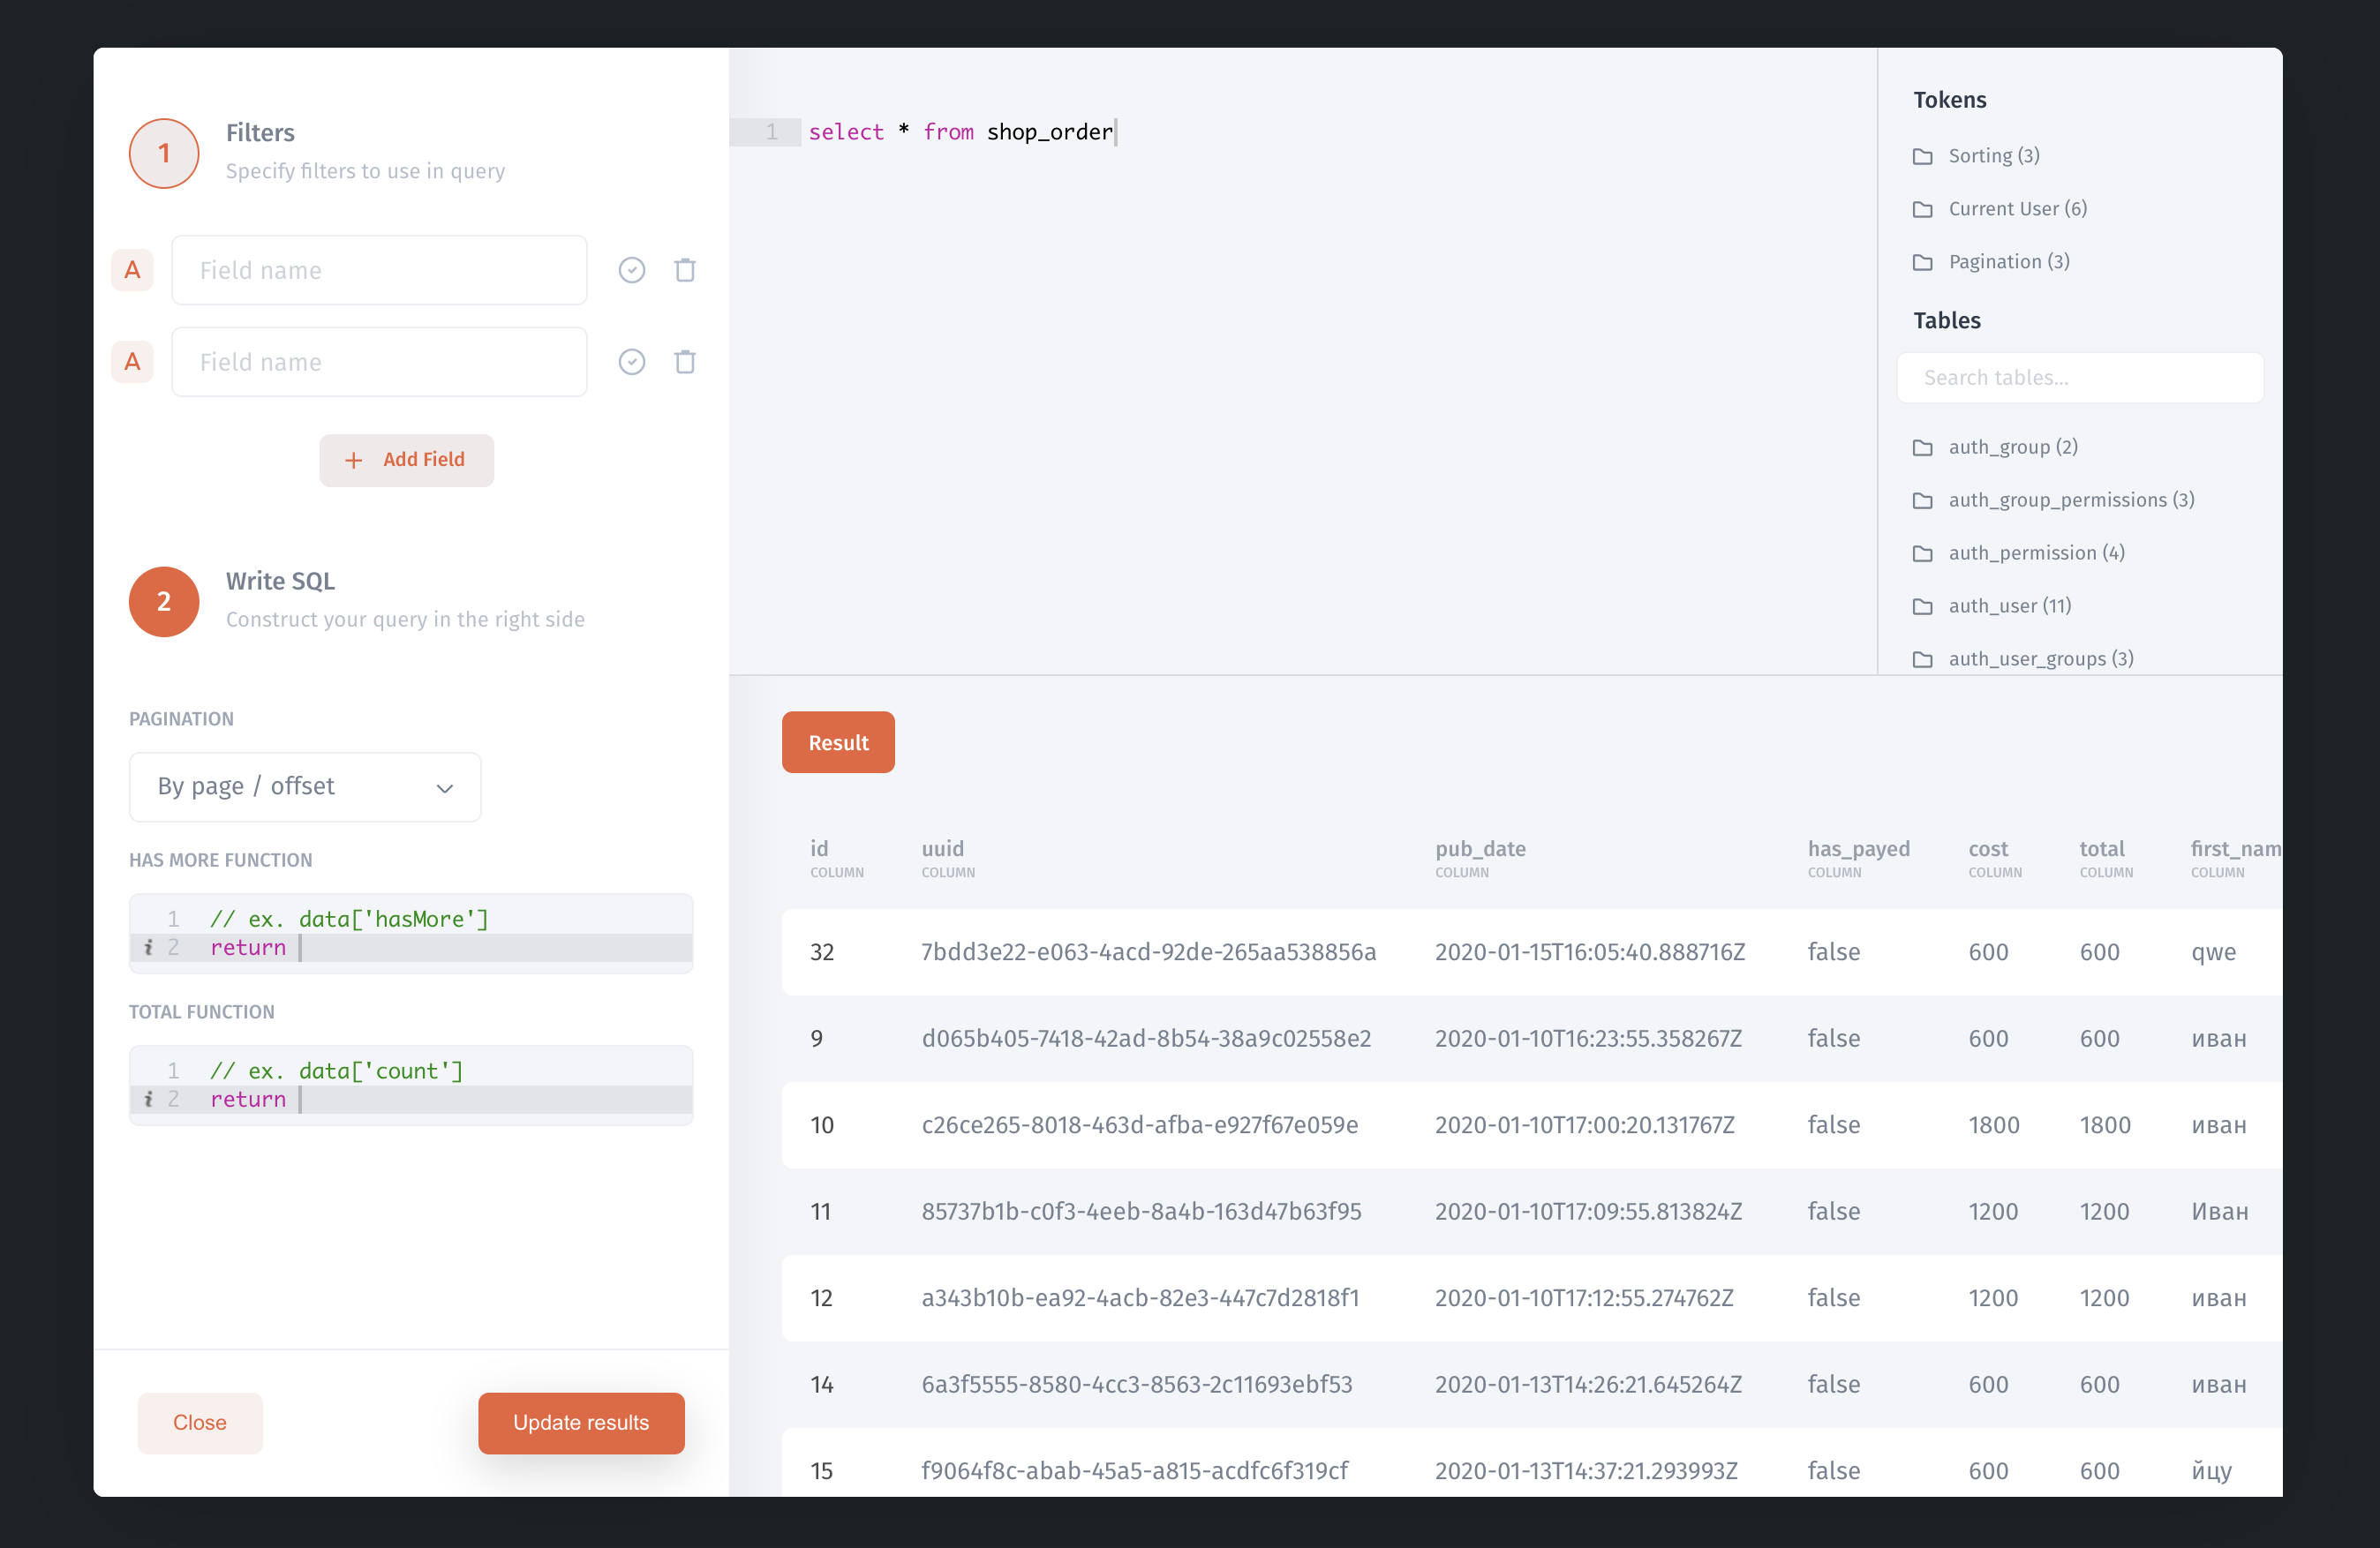 1
Filters
Specify filters to use in query
A
Field name
A
Field name
+ Add Field
2
Write SQL
Construct your query in the right side
PAGINATION
By page / offset
HAS MORE FUNCTION
1 // ex. data['hasMore']
i 2 return
TOTAL FUNCTION
1 // ex. data['count']
i 2 return
Close
Update results
1 select * from shop_order
Tokens
Sorting (3)
Current User (6)
Pagination (3)
Tables
Search tables...
auth_group (2)
auth_group_permissions (3)
auth_permission (4)
auth_user (11)
auth_user_groups (3)
Result
id uuid pub_date has_payed cost total first_nam
COLUMN COLUMN COLUMN COLUMN COLUMN COLUMN COLUMN
32 7bdd3e22-e063-4acd-92de-265aa538856a 2020-01-15T16:05:40.888716Z false 600 600 qwe
9 d065b405-7418-42ad-8b54-38a9c02558e2 2020-01-10T16:23:55.358267Z false 600 600 иван
10 c26ce265-8018-463d-afba-e927f67e059e 2020-01-10T17:00:20.131767Z false 1800 1800 иван
11 85737b1b-c0f3-4eeb-8a4b-163d47b63f95 2020-01-10T17:09:55.813824Z false 1200 1200 Иван
12 a343b10b-ea92-4acb-82e3-447c7d2818f1 2020-01-10T17:12:55.274762Z false 1200 1200 иван
14 6a3f5555-8580-4cc3-8563-2c11693ebf53 2020-01-13T14:26:21.645264Z false 600 600 иван
15 f9064f8c-abab-45a5-a815-acdfc6f319cf 2020-01-13T14:37:21.293993Z false 600 600 йцу